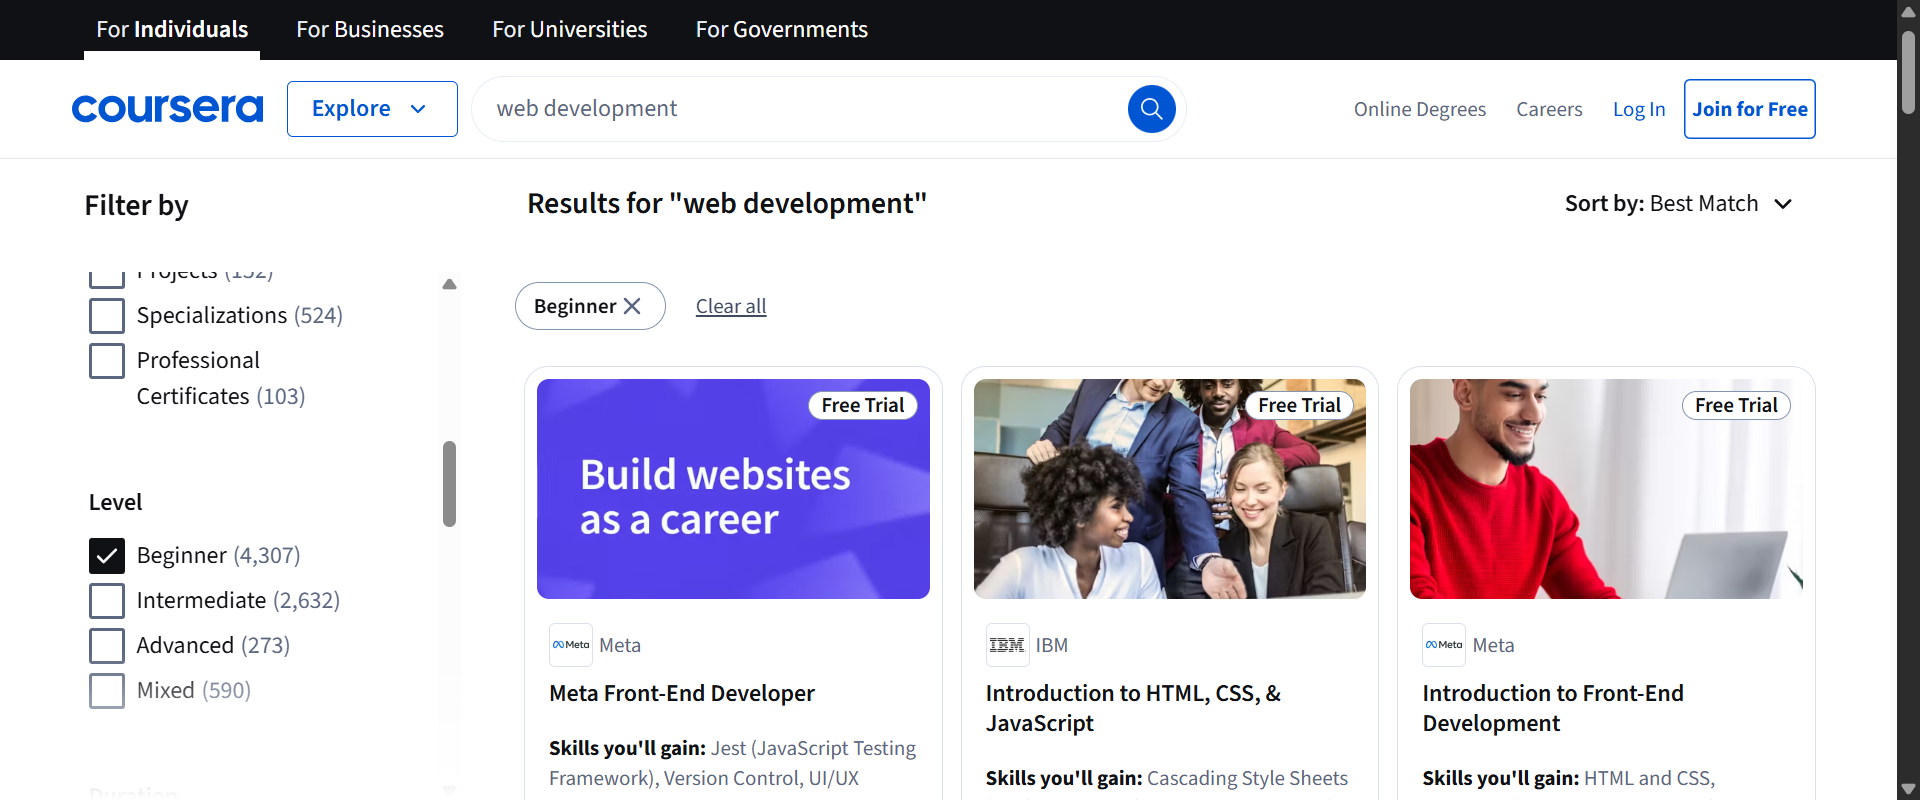 For Individuals
For Businesses
For Universities
For Governments
coursera
Explore
web development
Online Degrees
Careers
Log In
Join for Free
Filter by
Projects (132)
Specializations (524)
Professional
Certificates (103)
Level
Beginner (4,307)
Intermediate (2,632)
Advanced (273)
Mixed (590)
Duration
Results for "web development"
Sort by: Best Match
Beginner
Clear all
Free Trial
Build websites
as a career
Meta
Meta
Meta Front-End Developer
Skills you'll gain: Jest (JavaScript Testing
Framework), Version Control, UI/UX
Free Trial
IBM
IBM
Introduction to HTML, CSS, &
JavaScript
Skills you'll gain: Cascading Style Sheets
Free Trial
Meta
Meta
Introduction to Front-End
Development
Skills you'll gain: HTML and CSS,